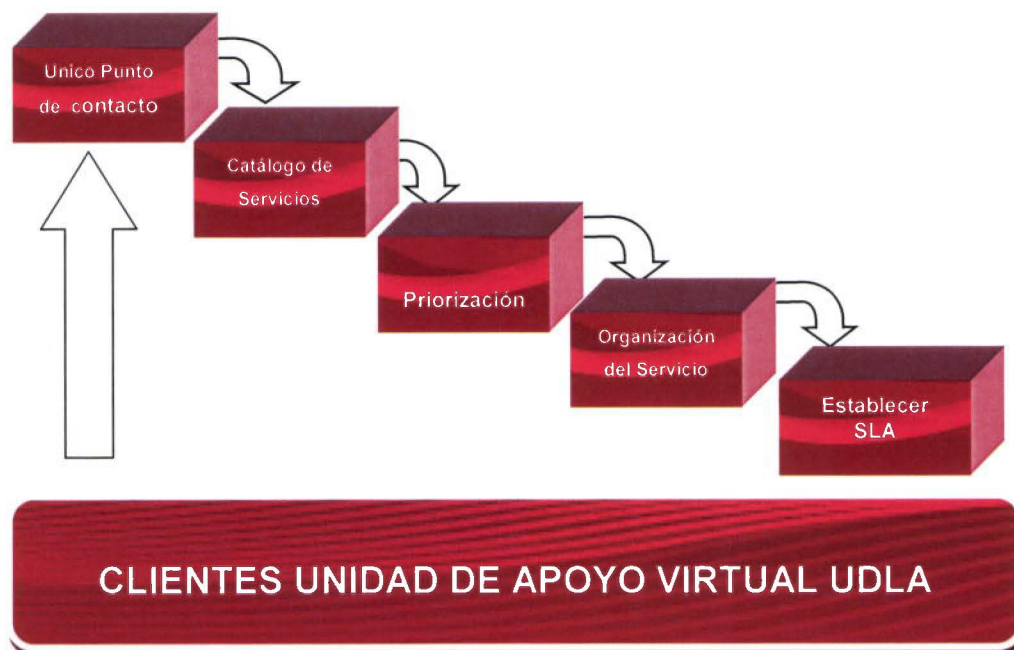 Unico Punto
de contacto
Catálogo de
Servicios
Priorización
Organización
del Servicio
Establecer
SLA
CLIENTES UNIDAD DE APOYO VIRTUAL UDLA